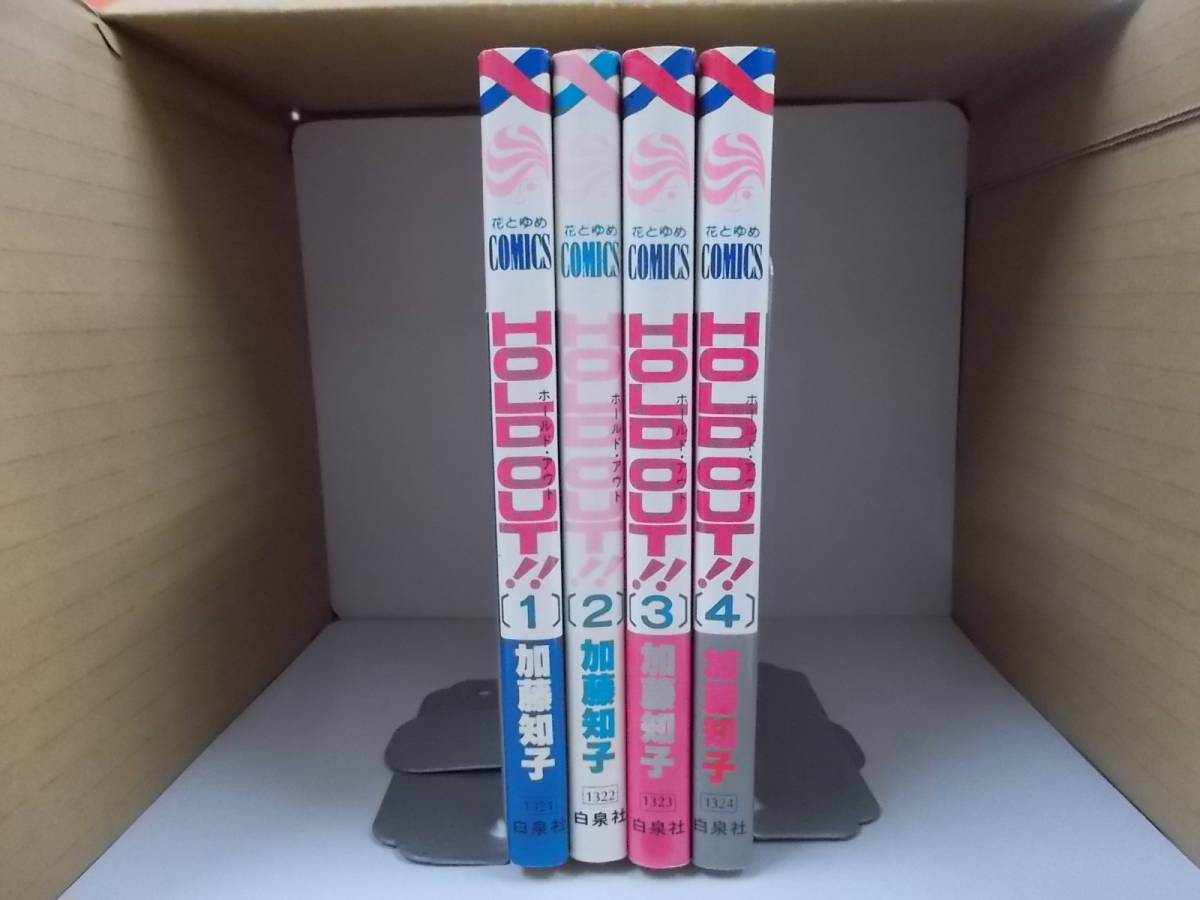 花とゆめ
COMICS
HOLD OUT!!
ホールド・アウト
〔1〕
加藤知子
1321
白泉社
花とゆめ
COMICS
HOLD OUT!!
ホールド・アウト
〔2〕
加藤知子
1322
白泉社
花とゆめ
COMICS
HOLD OUT!!
ホールド・アウト
〔3〕
加藤知子
1323
白泉社
花とゆめ
COMICS
HOLD OUT!!
ホールド・アウト
〔4〕
加藤知子
1324
白泉社